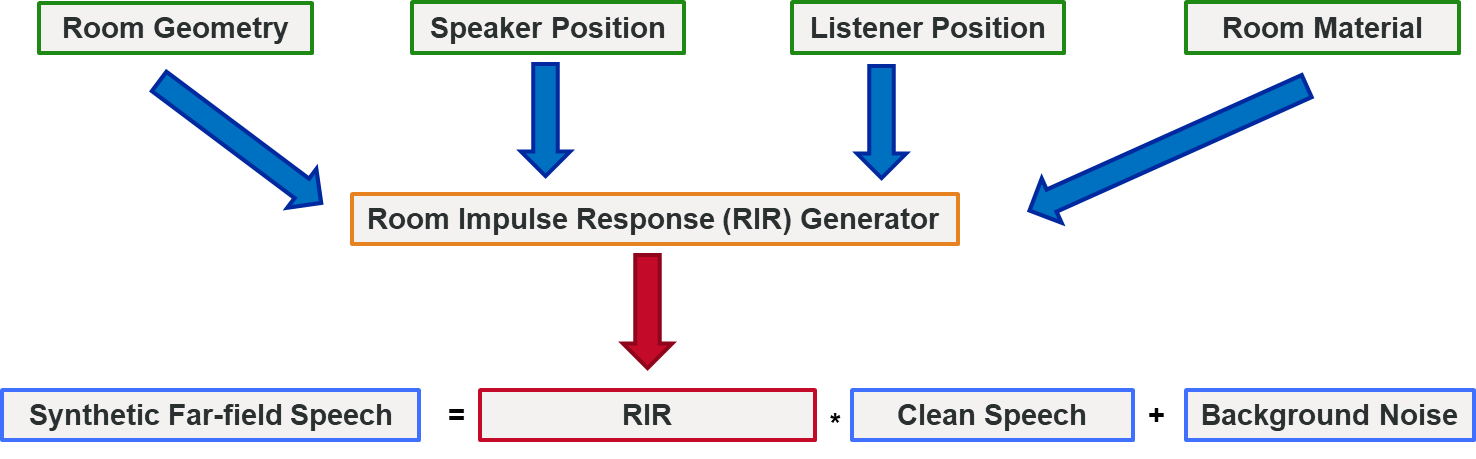 Room Geometry
Speaker Position
Listener Position
Room Material
Room Impulse Response (RIR) Generator
Synthetic Far-field Speech = RIR * Clean Speech + Background Noise